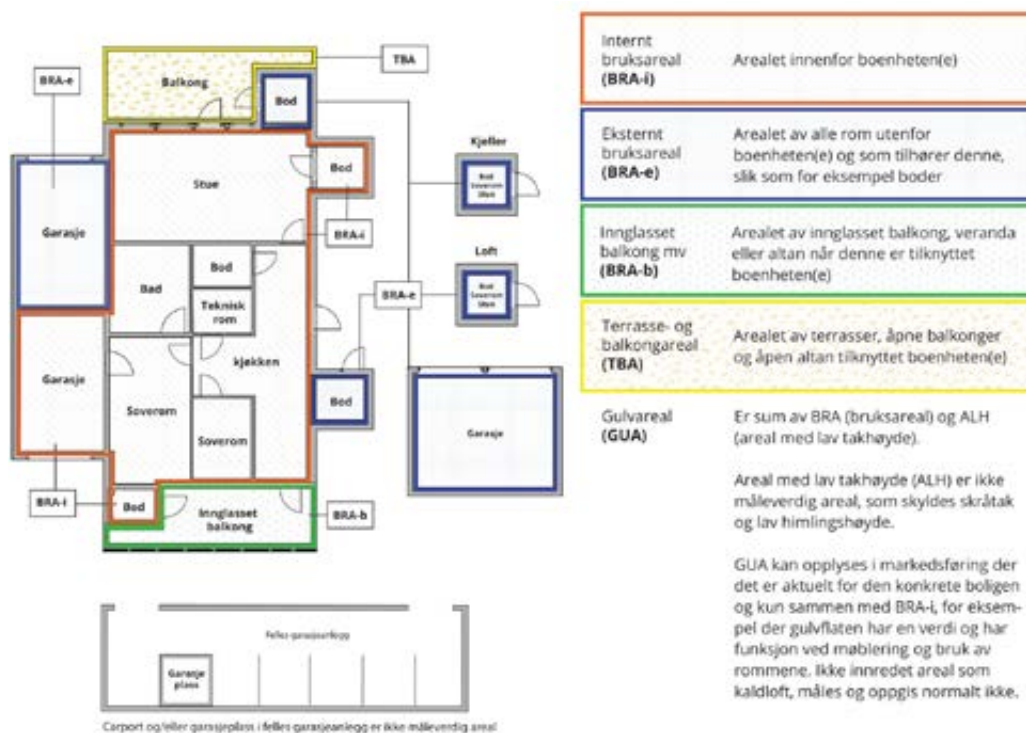 TBA
BRA-e
Balkong
Bod
Kjeller
Bod
Soverom
Stue
Bod
BRA-i
Garasje
Bod
Loft
Bod
Soverom
Bad
Teknisk
rom
BRA-e
kjøkken
Garasje
Soverom
Bod
Garasje
Soverom
BRA-i
Bod
Innglasset
balkong
BRA-b
Felles garasjeanlegg
Garasje
plass
Carport og/eller garasjeplass i felles garasjeanlegg er ikke måleverdig areal
Internt
bruksareal
(BRA-i)
Arealet innenfor boenheten(e)
Eksternt
bruksareal
(BRA-e)
Arealet av alle rom utenfor
boenheten(e) og som tilhører denne,
slik som for eksempel boder
Innglasset
balkong mv
(BRA-b)
Arealet av innglasset balkong, veranda
eller altan når denne er tilknyttet
boenheten(e)
Terrasse- og
balkongareal
(TBA)
Arealet av terrasser, åpne balkonger
og åpen altan tilknyttet boenheten(e)
Gulvareal
(GUA)
Er sum av BRA (bruksareal) og ALH
(areal med lav takhøyde).
Areal med lav takhøyde (ALH) er ikke
måleverdig areal, som skyldes skråtak
og lav himlingshøyde.
GUA kan opplyses i markedsføring der
det er aktuelt for den konkrete boligen
og kun sammen med BRA-i, for eksem-
pel der gulvflaten har en verdi og har
funksjon ved møblering og bruk av
rommene. Ikke innredet areal som
kaldloft, måles og oppgis normalt ikke.